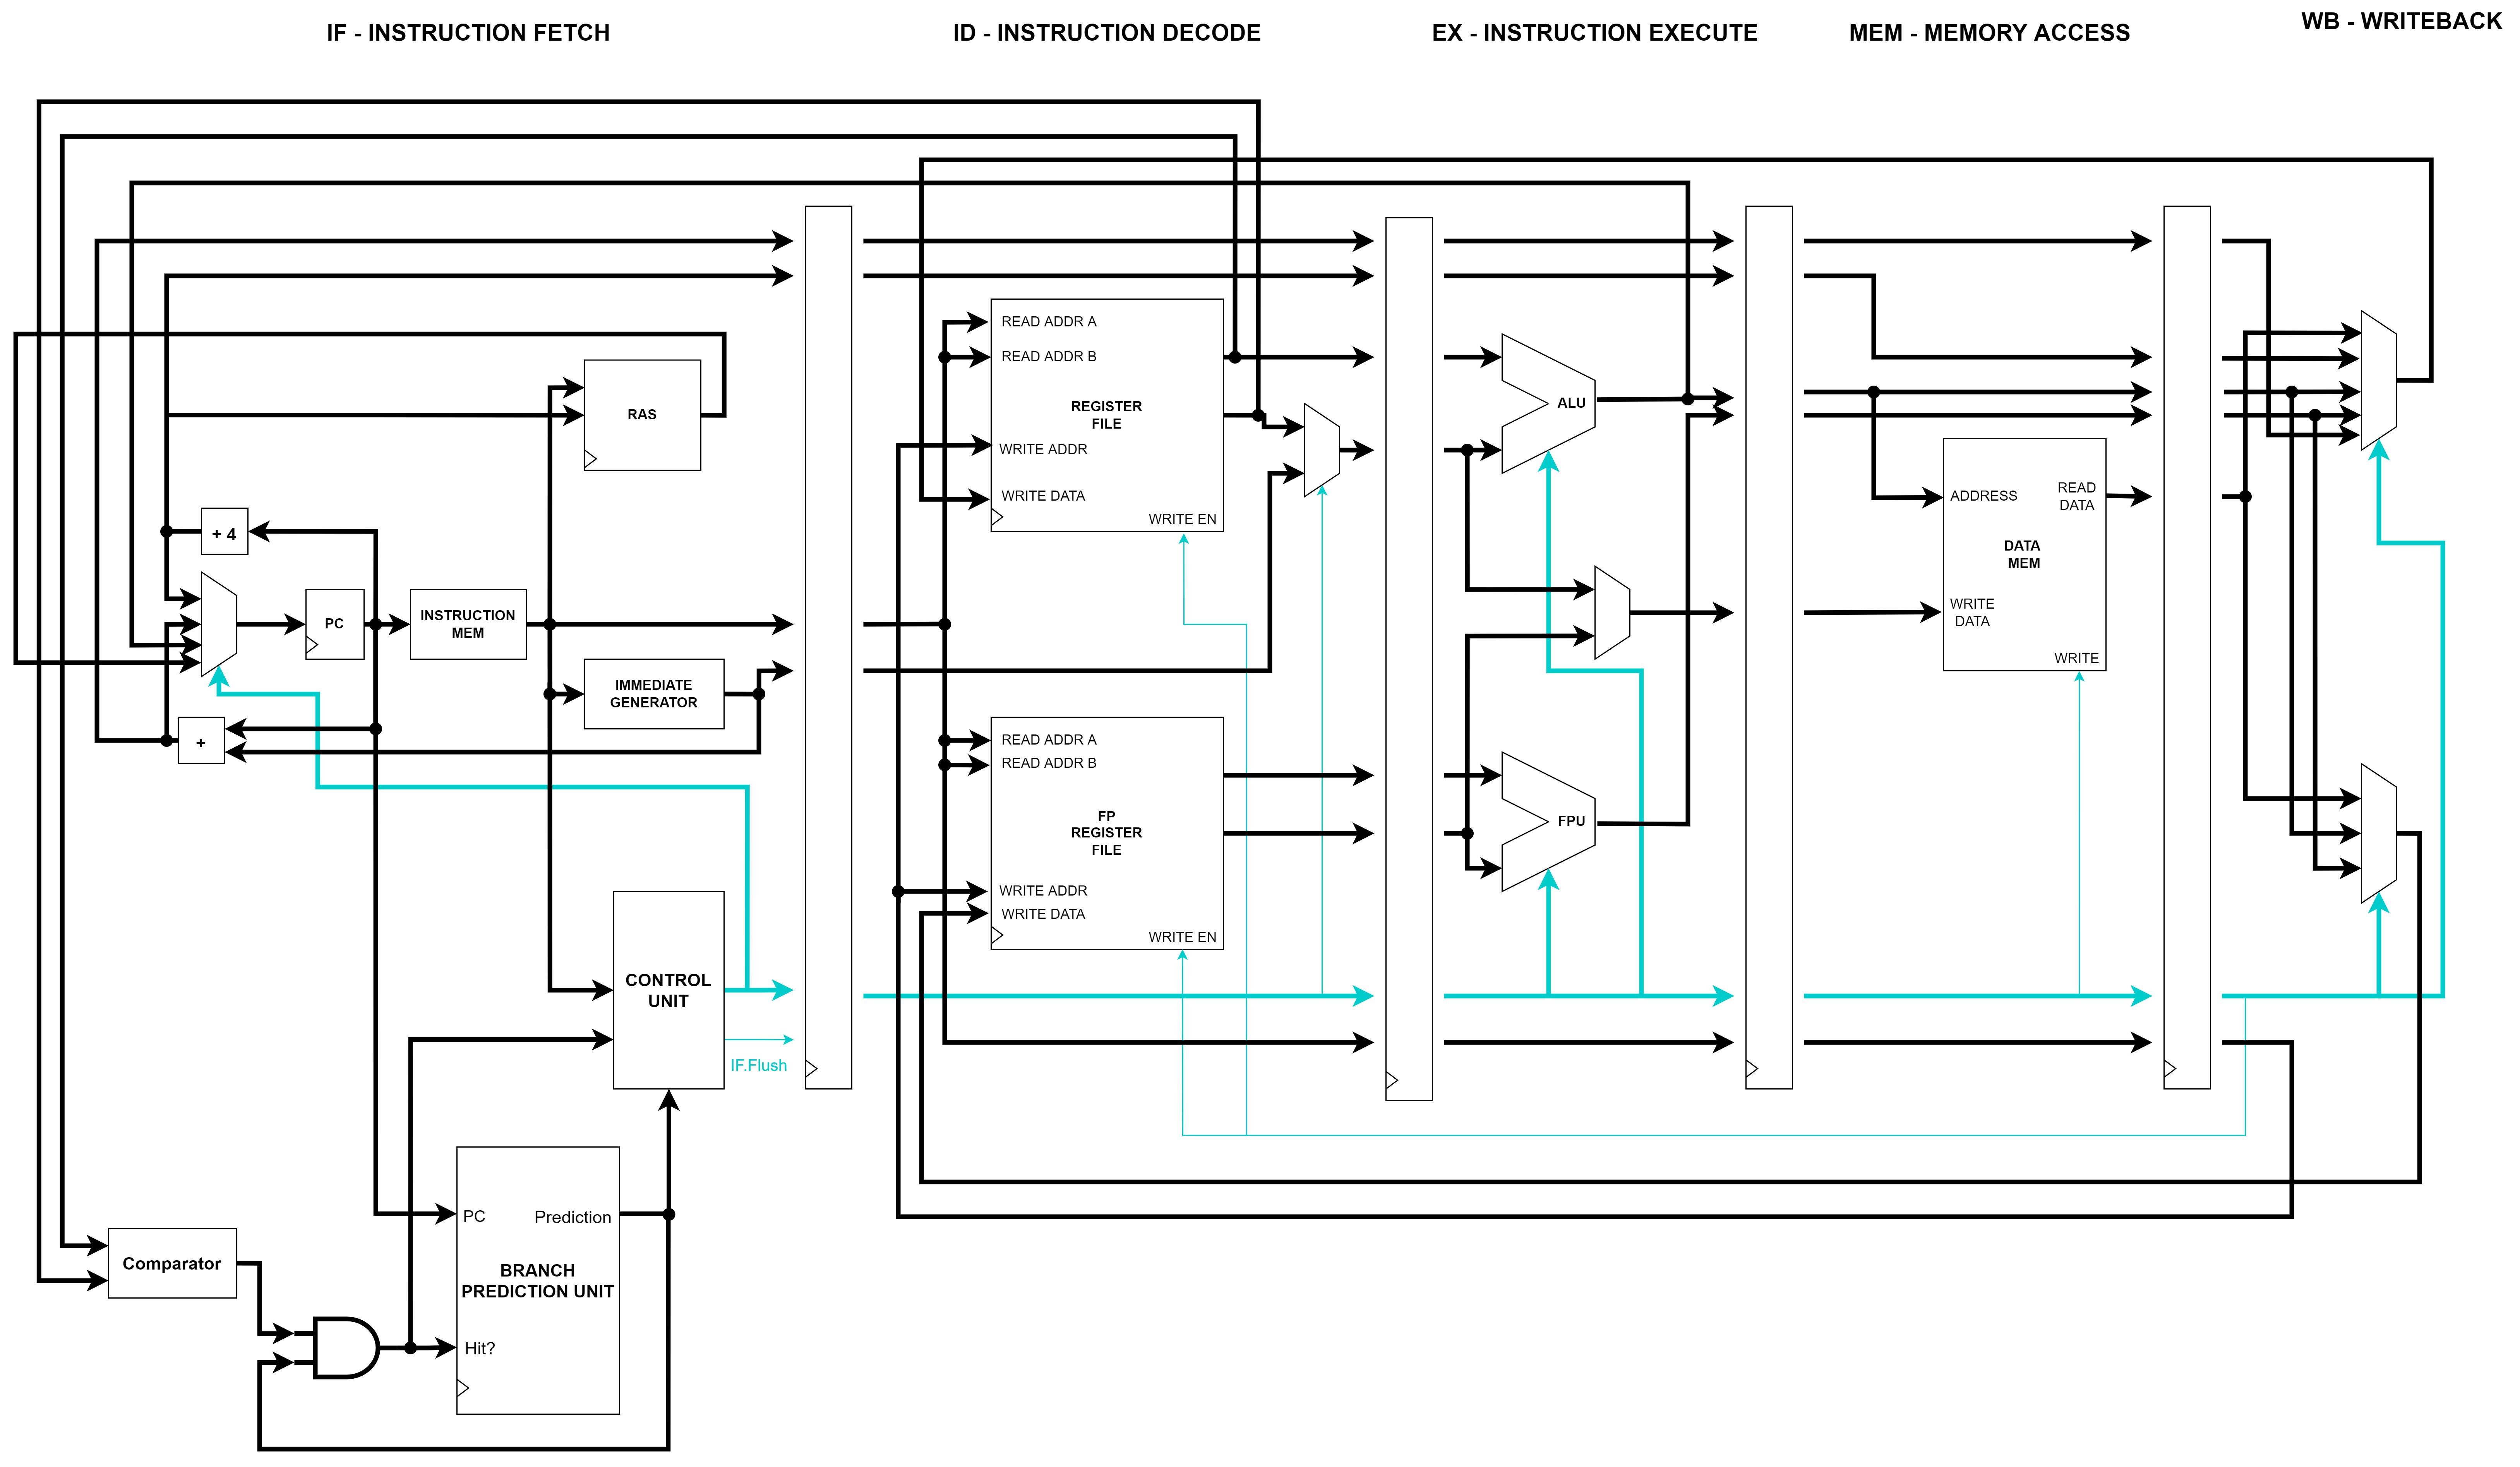 IF - INSTRUCTION FETCH
ID - INSTRUCTION DECODE
EX - INSTRUCTION EXECUTE
MEM - MEMORY ACCESS
WB - WRITEBACK
RAS
+ 4
PC
INSTRUCTION
MEM
IMMEDIATE
GENERATOR
+
CONTROL
UNIT
IF.Flush
PC
Prediction
BRANCH
PREDICTION UNIT
Hit?
Comparator
READ ADDR A
READ ADDR B
REGISTER
FILE
WRITE ADDR
WRITE DATA
WRITE EN
READ ADDR A
READ ADDR B
FP
REGISTER
FILE
WRITE ADDR
WRITE DATA
WRITE EN
ALU
FPU
ADDRESS
READ
DATA
DATA
MEM
WRITE
DATA
WRITE